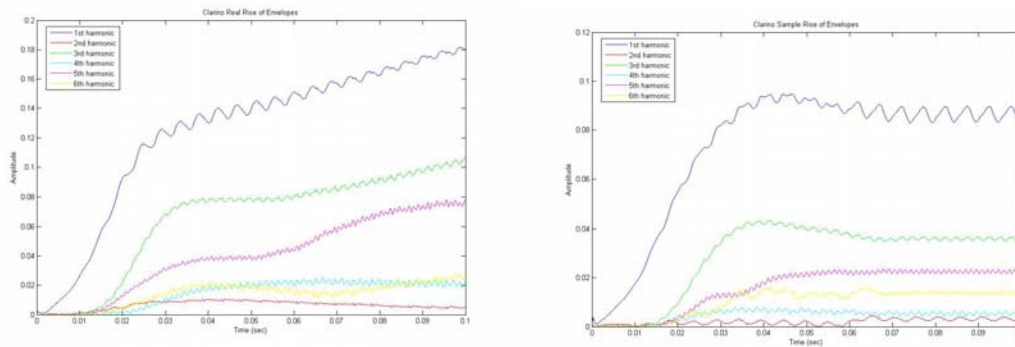 Clarino Real Rise of Envelopes
0.2
0.18
0.16
0.14
0.12
0.1
0.08
0.06
0.04
0.02
0
Amplitude
1st harmonic
2nd harmonic
3rd harmonic
4th harmonic
5th harmonic
6th harmonic
0 0.01 0.02 0.03 0.04 0.05 0.06 0.07 0.08 0.09 0.1
Time (sec)
Clarino Sample Rise of Envelopes
0.12
0.1
0.08
0.06
0.04
0.02
0
Amplitude
1st harmonic
2nd harmonic
3rd harmonic
4th harmonic
5th harmonic
6th harmonic
0 0.01 0.02 0.03 0.04 0.05 0.06 0.07 0.08 0.09
Time (sec)